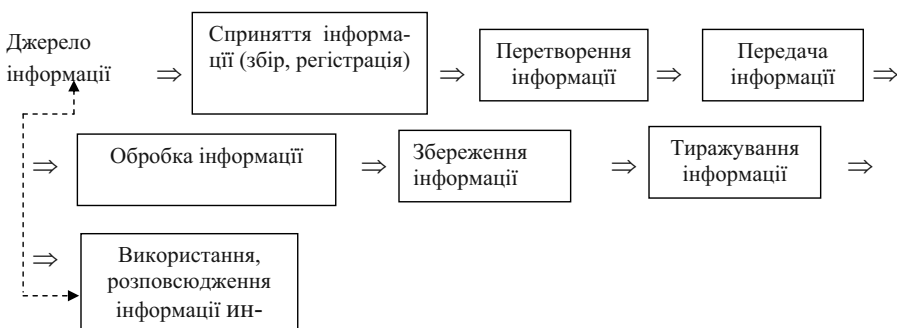 Джерело
інформації
Сприняття інформа-
цїї (збір, регістрація)
Перетворення
інформації
Передача
інформації
Обробка інформації
Збереження
інформації
Тиражування
інформації
Використання,
розповсюдження
інформації ин-